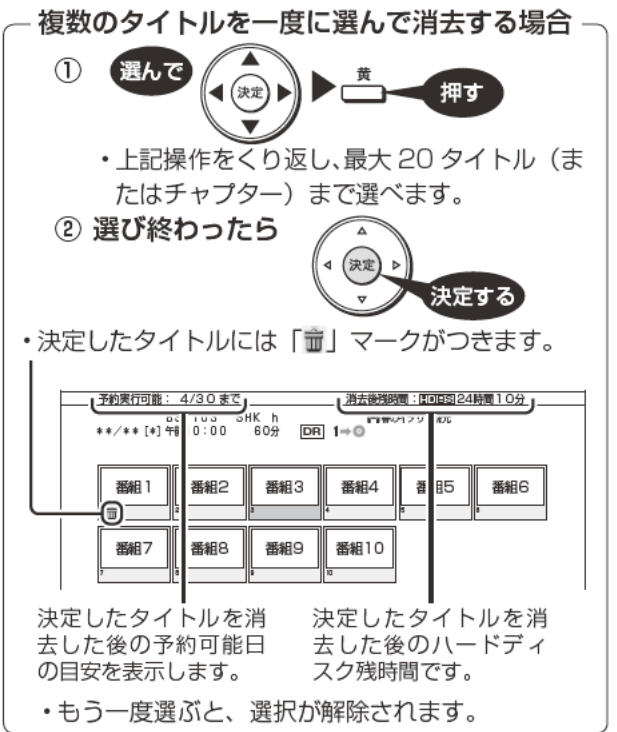 複数のタイトルを一度に選んで消去する場合
① 選んで 決定 黄 押す
・上記操作をくり返し、最大 20 タイトル（ま
たはチャプター）まで選べます。
② 選び終わったら
決定
決定する
・決定したタイトルには「」マークがつきます。
予約実行可能： 4/30 まで 消去後残時間：24時間10分
**/** [*] 0:00 60分 DR 1
番組1 番組2 番組3 番組4 番組6
番組7 番組8 番組9 番組10
決定したタイトルを消
去した後の予約可能日
の目安を表示します。
決定したタイトルを消
去した後のハードディ
スク残時間です。
・もう一度選ぶと、選択が解除されます。